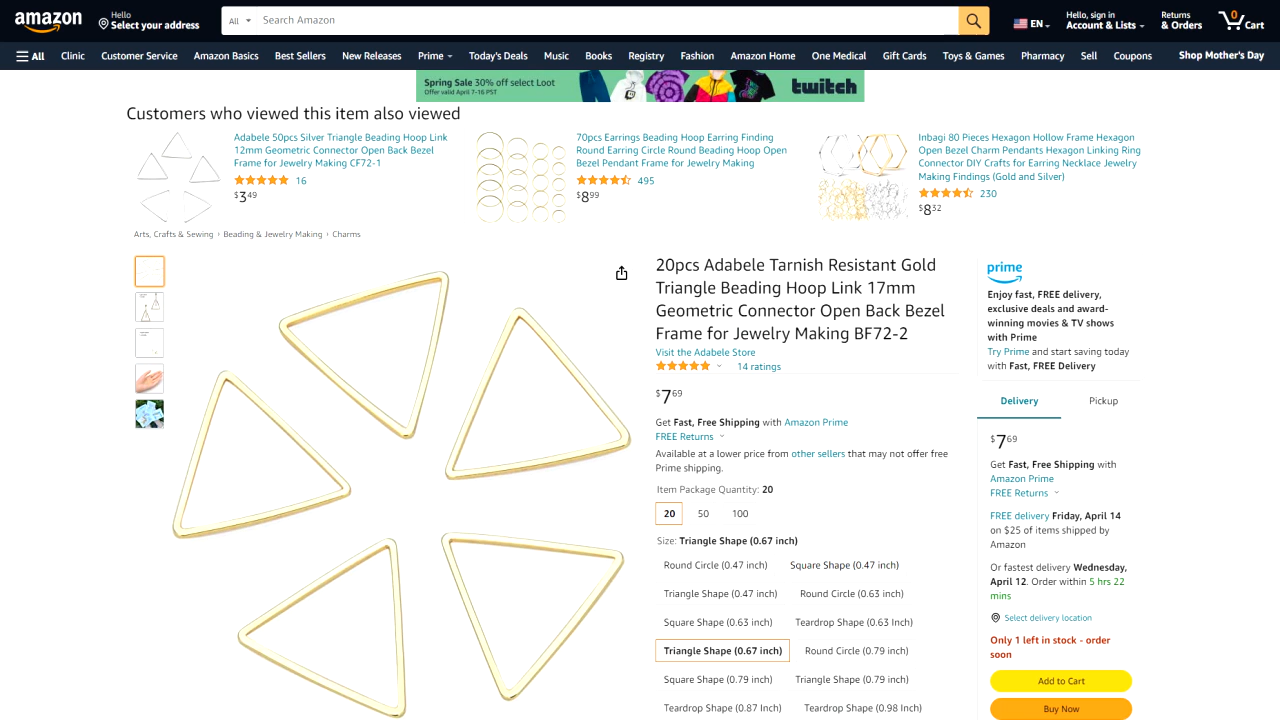 amazon
Hello
Select your address
All
Search Amazon
EN
Hello, sign in
Account & Lists
Returns
& Orders
0
Cart
All
Clinic
Customer Service
Amazon Basics
Best Sellers
New Releases
Prime
Today's Deals
Music
Books
Registry
Fashion
Amazon Home
One Medical
Gift Cards
Toys & Games
Pharmacy
Sell
Coupons
Shop Mother's Day
Spring Sale 30% off select Loot
Offer valid April 7-16 PST
twitch
Customers who viewed this item also viewed
Adabele 50pcs Silver Triangle Beading Hoop Link
12mm Geometric Connector Open Back Bezel
Frame for Jewelry Making CF72-1
16
$349
70pcs Earrings Beading Hoop Earring Finding
Round Earring Circle Round Beading Hoop Open
Bezel Pendant Frame for Jewelry Making
495
$899
Inbagi 80 Pieces Hexagon Hollow Frame Hexagon
Open Bezel Charm Pendants Hexagon Linking Ring
Connector DIY Crafts for Earring Necklace Jewelry
Making Findings (Gold and Silver)
230
$832
Arts, Crafts & Sewing › Beading & Jewelry Making › Charms
20pcs Adabele Tarnish Resistant Gold
Triangle Beading Hoop Link 17mm
Geometric Connector Open Back Bezel
Frame for Jewelry Making BF72-2
Visit the Adabele Store
14 ratings
$769
Get Fast, Free Shipping with Amazon Prime
FREE Returns
Available at a lower price from other sellers that may not offer free
Prime shipping.
Item Package Quantity: 20
20
50
100
Size: Triangle Shape (0.67 inch)
Round Circle (0.47 inch)
Square Shape (0.47 inch)
Triangle Shape (0.47 inch)
Round Circle (0.63 inch)
Square Shape (0.63 inch)
Teardrop Shape (0.63 Inch)
Triangle Shape (0.67 inch)
Round Circle (0.79 inch)
Square Shape (0.79 inch)
Triangle Shape (0.79 inch)
Teardrop Shape (0.87 Inch)
Teardrop Shape (0.98 Inch)
prime
Enjoy fast, FREE delivery,
exclusive deals and award-
winning movies & TV shows
with Prime
Try Prime and start saving today
with Fast, FREE Delivery
Delivery
Pickup
$769
Get Fast, Free Shipping with
Amazon Prime
FREE Returns
FREE delivery Friday, April 14
on $25 of items shipped by
Amazon
Or fastest delivery Wednesday,
April 12. Order within 5 hrs 22
mins
Select delivery location
Only 1 left in stock - order
soon
Add to Cart
Buy Now